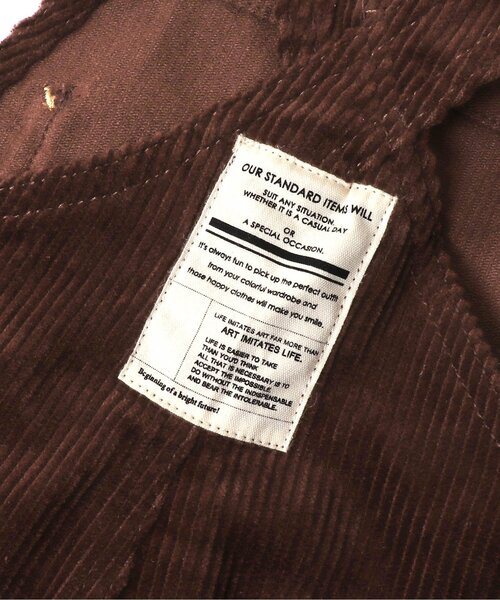 OUR STANDARD ITEMS WILL
SUIT ANY SITUATION.
WHETHER IT IS A CASUAL DAY
OR
A SPECIAL OCCASION.
It's always fun to pick up the perfect outfit
from your colorful wardrobe and
those happy clothes will make you smile.
LIFE IMITATES ART FAR MORE THAN
ART IMITATES LIFE.
LIFE IS EASIER TO TAKE
THAN YOU'D THINK
ALL THAT IS NECESSARY IS TO
ACCEPT THE IMPOSSIBLE
DO WITHOUT THE INDISPENSABLE
AND BEAR THE INTOLERABLE.
Beginning of a bright future!